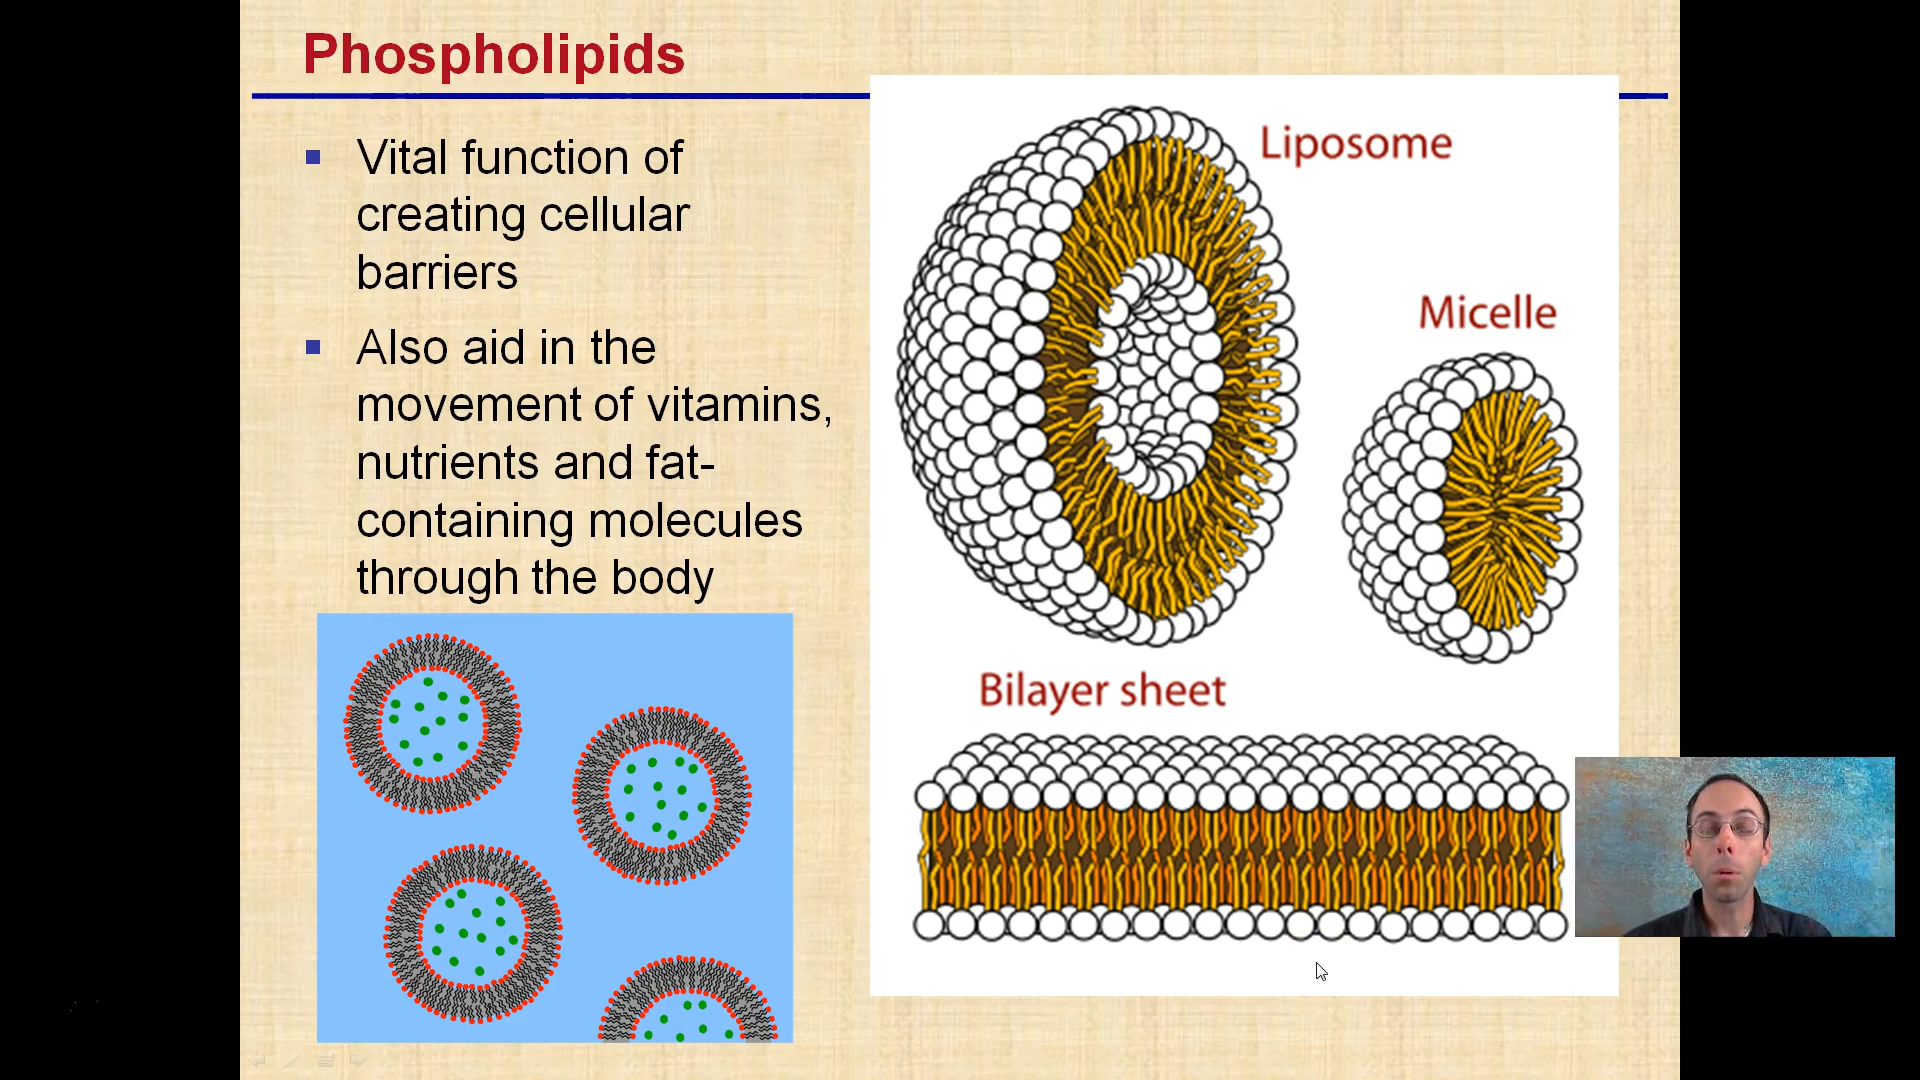 Phospholipids
Vital function of
creating cellular
barriers
Also aid in the
movement of vitamins,
nutrients and fat-
containing molecules
through the body
Liposome
Micelle
Bilayer sheet